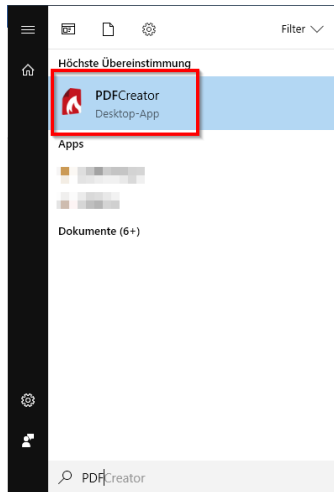 Filter
Höchste Übereinstimmung
PDFCreator
Desktop-App
Apps
Dokumente (6+)
PDFCreator